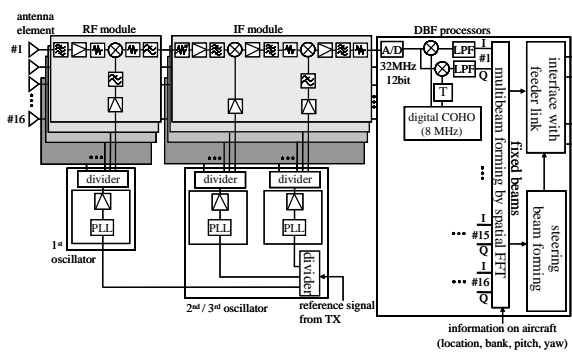 antenna
element
RF module
IF module
DBF processors
#1
A/D
32MHz
12bit
LPF
I
#1
LPF
Q
T
digital COHO
(8 MHz)
#16
multibeam forming by spatial FFT
fixed beams
interface with
feeder link
steering
beam forming
divider
divider
divider
PLL
PLL
PLL
1st
oscillator
divider
2nd / 3rd oscillator
reference signal
from TX
I
#15
Q
I
#16
Q
information on aircraft
(location, bank, pitch, yaw)